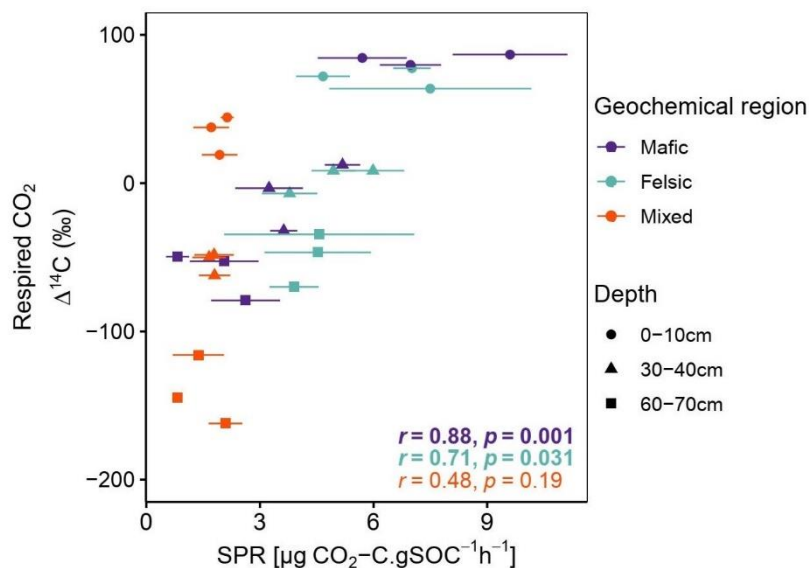 100
0
−100
−200
Respired CO₂
Δ¹⁴C (‰)
0 3 6 9
SPR [µg CO₂−C.gSOC⁻¹h⁻¹]
r = 0.88, p = 0.001
r = 0.71, p = 0.031
r = 0.48, p = 0.19
Geochemical region
Mafic
Felsic
Mixed
Depth
0−10cm
30−40cm
60−70cm